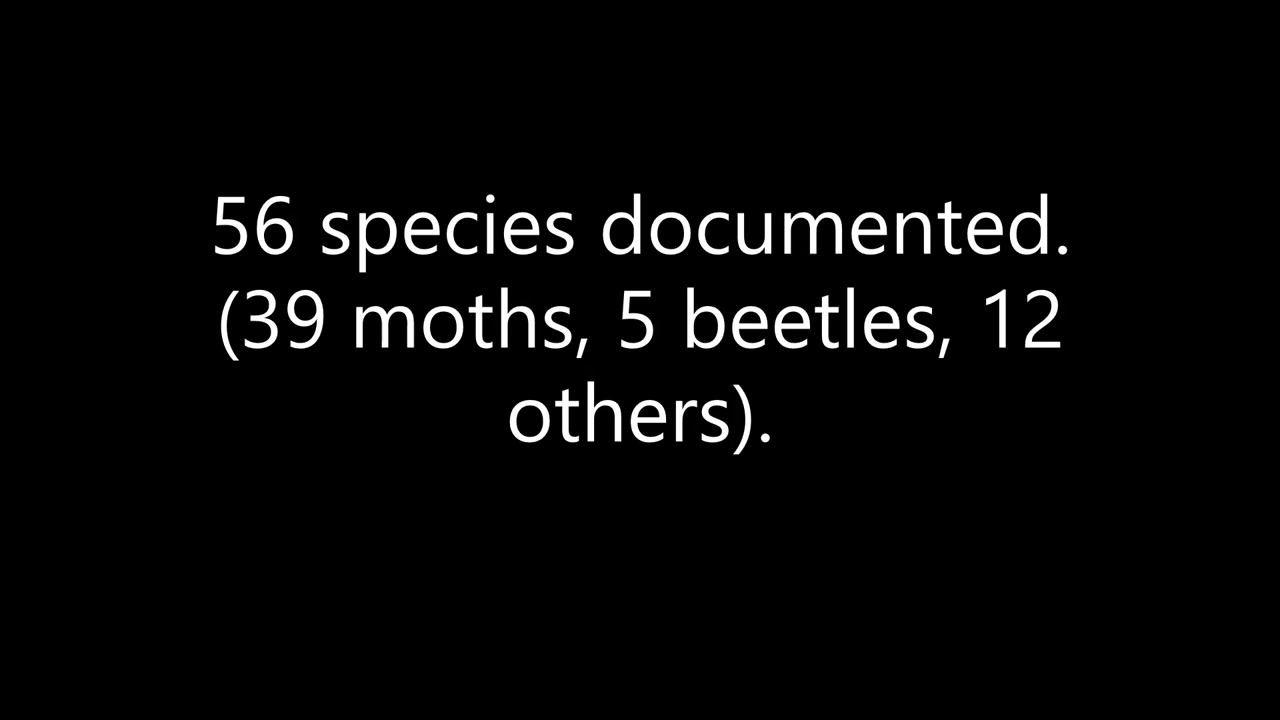 56 species documented.
(39 moths, 5 beetles, 12
others).